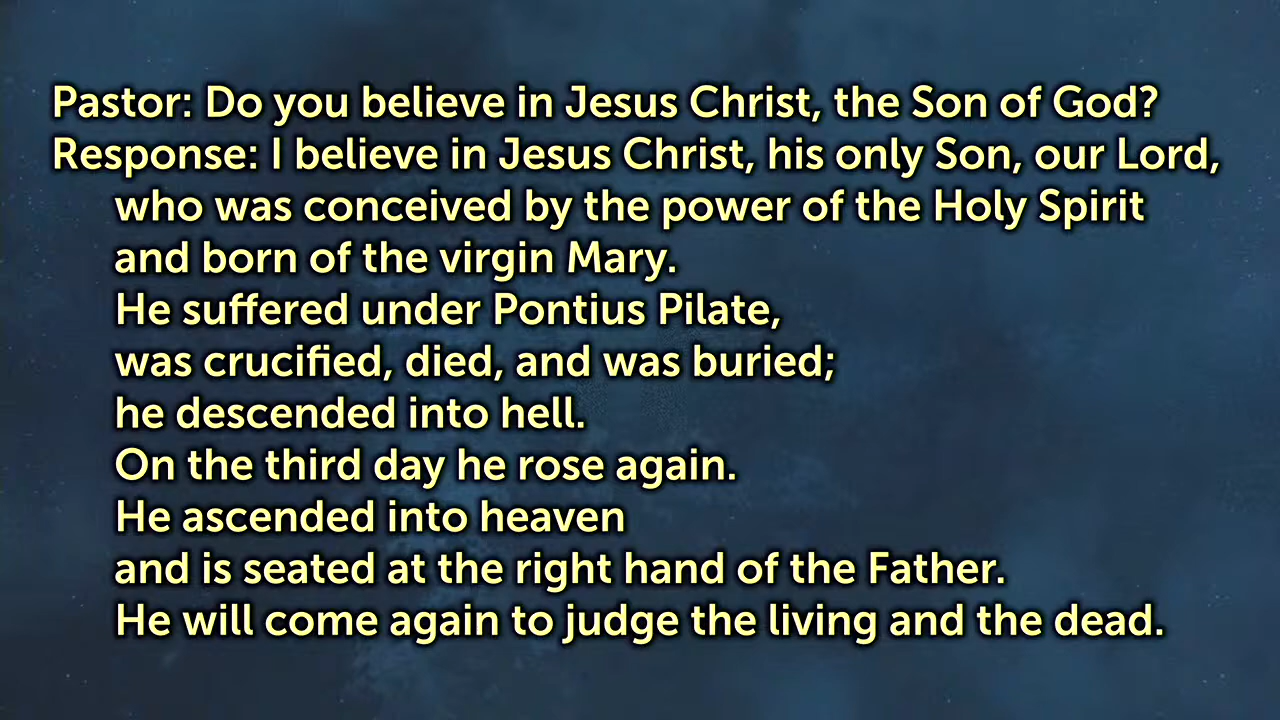 Pastor: Do you believe in Jesus Christ, the Son of God?
Response: I believe in Jesus Christ, his only Son, our Lord,
who was conceived by the power of the Holy Spirit
and born of the virgin Mary.
He suffered under Pontius Pilate,
was crucified, died, and was buried;
he descended into hell.
On the third day he rose again.
He ascended into heaven
and is seated at the right hand of the Father.
He will come again to judge the living and the dead.